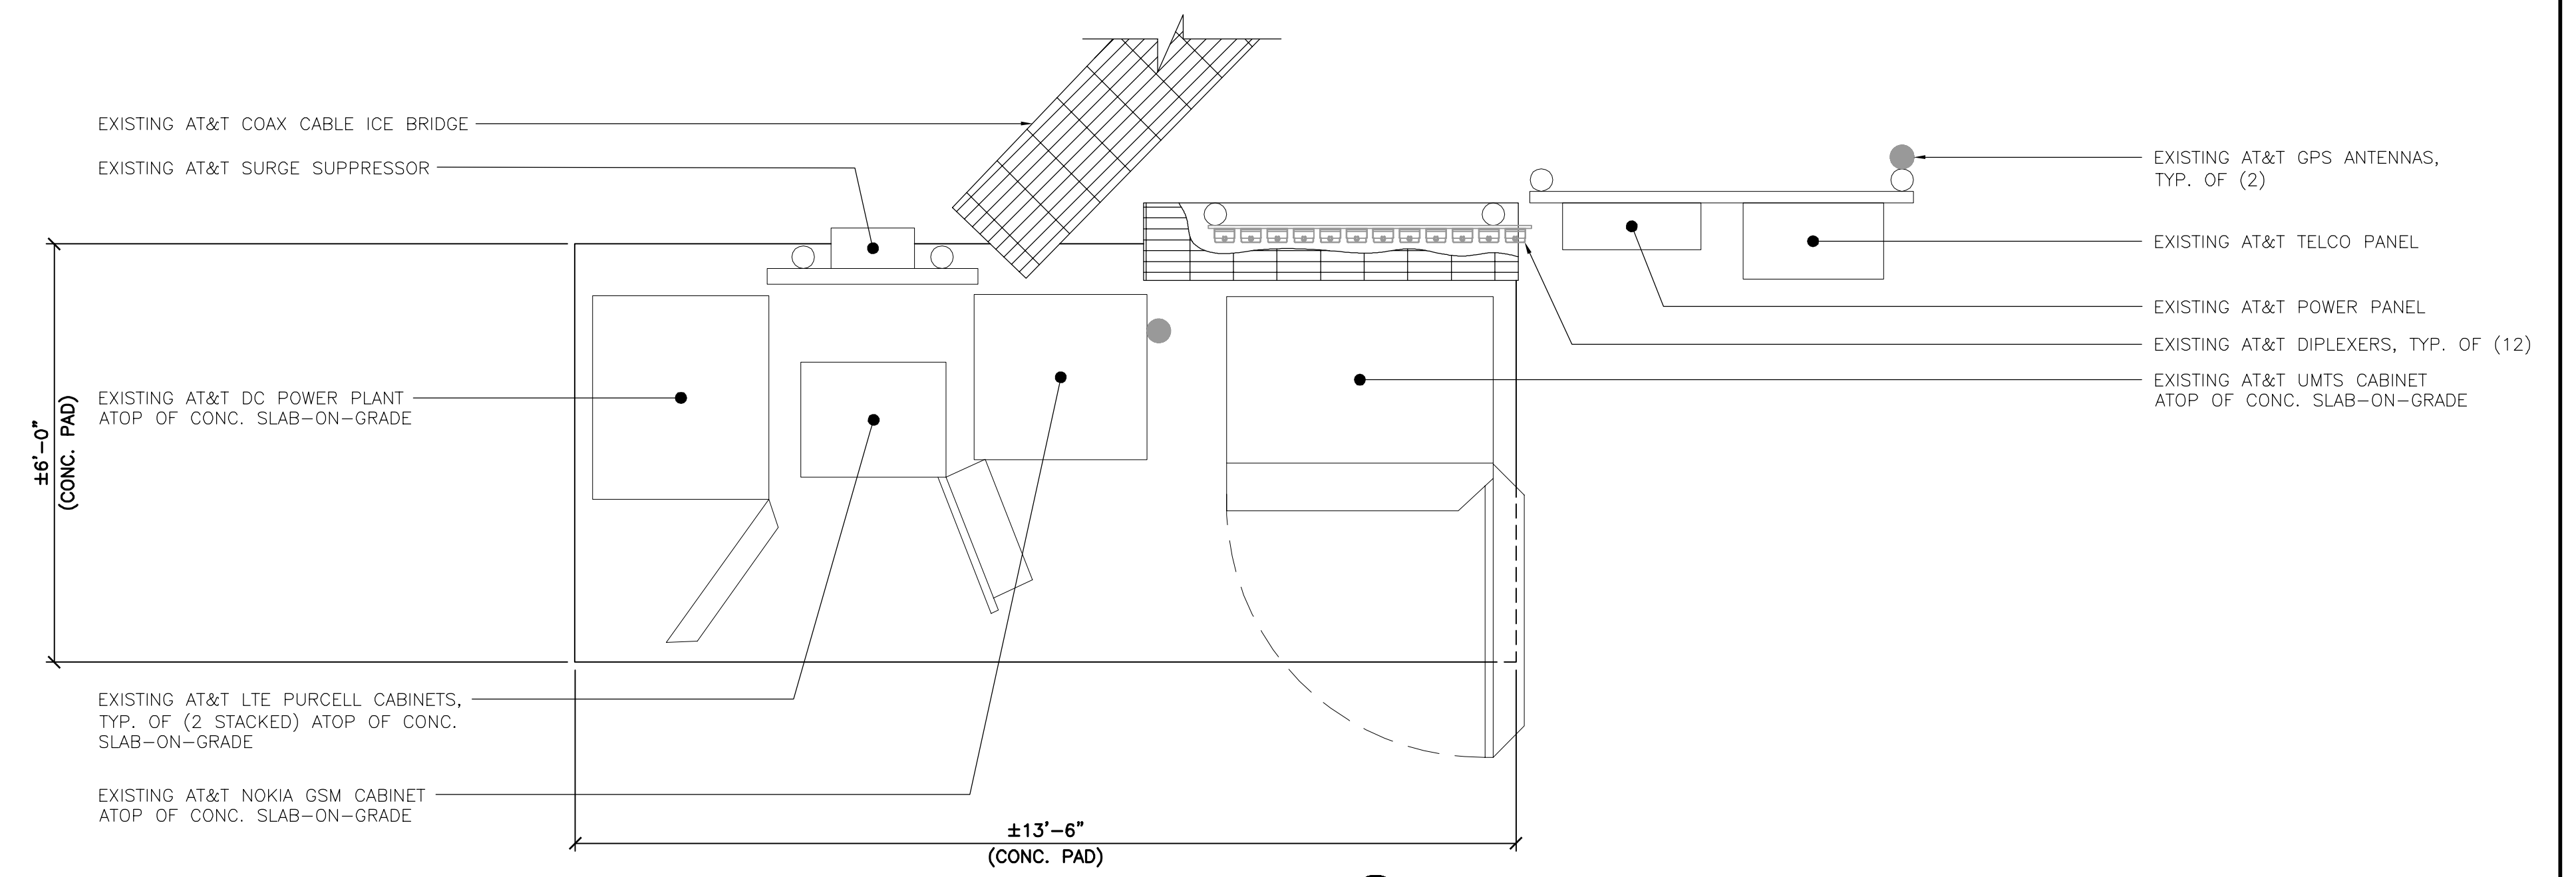 EXISTING AT&T COAX CABLE ICE BRIDGE
EXISTING AT&T SURGE SUPPRESSOR
±6'-0"
(CONC. PAD)
EXISTING AT&T DC POWER PLANT
ATOP OF CONC. SLAB-ON-GRADE
EXISTING AT&T LTE PURCELL CABINETS,
TYP. OF (2 STACKED) ATOP OF CONC.
SLAB-ON-GRADE
EXISTING AT&T NOKIA GSM CABINET
ATOP OF CONC. SLAB-ON-GRADE
±13'-6"
(CONC. PAD)
EXISTING AT&T GPS ANTENNAS,
TYP. OF (2)
EXISTING AT&T TELCO PANEL
EXISTING AT&T POWER PANEL
EXISTING AT&T DIPLEXERS, TYP. OF (12)
EXISTING AT&T UMTS CABINET
ATOP OF CONC. SLAB-ON-GRADE